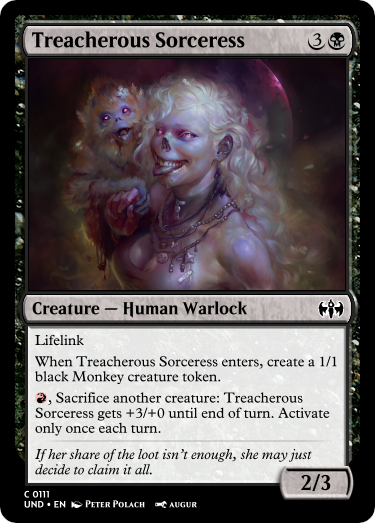 Treacherous Sorceress 3
Creature — Human Warlock
Lifelink
When Treacherous Sorceress enters, create a 1/1
black Monkey creature token.
, Sacrifice another creature: Treacherous
Sorceress gets +3/+0 until end of turn. Activate
only once each turn.
If her share of the loot isn't enough, she may just
decide to claim it all.
2/3
C 0111
UND • EN PETER POLACH AUGUR